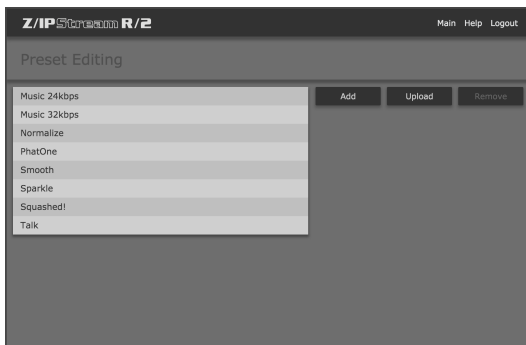 Z/IPStream R/2
Main Help Logout
Preset Editing
Music 24kbps
Add Upload Remove
Music 32kbps
Normalize
PhatOne
Smooth
Sparkle
Squashed!
Talk